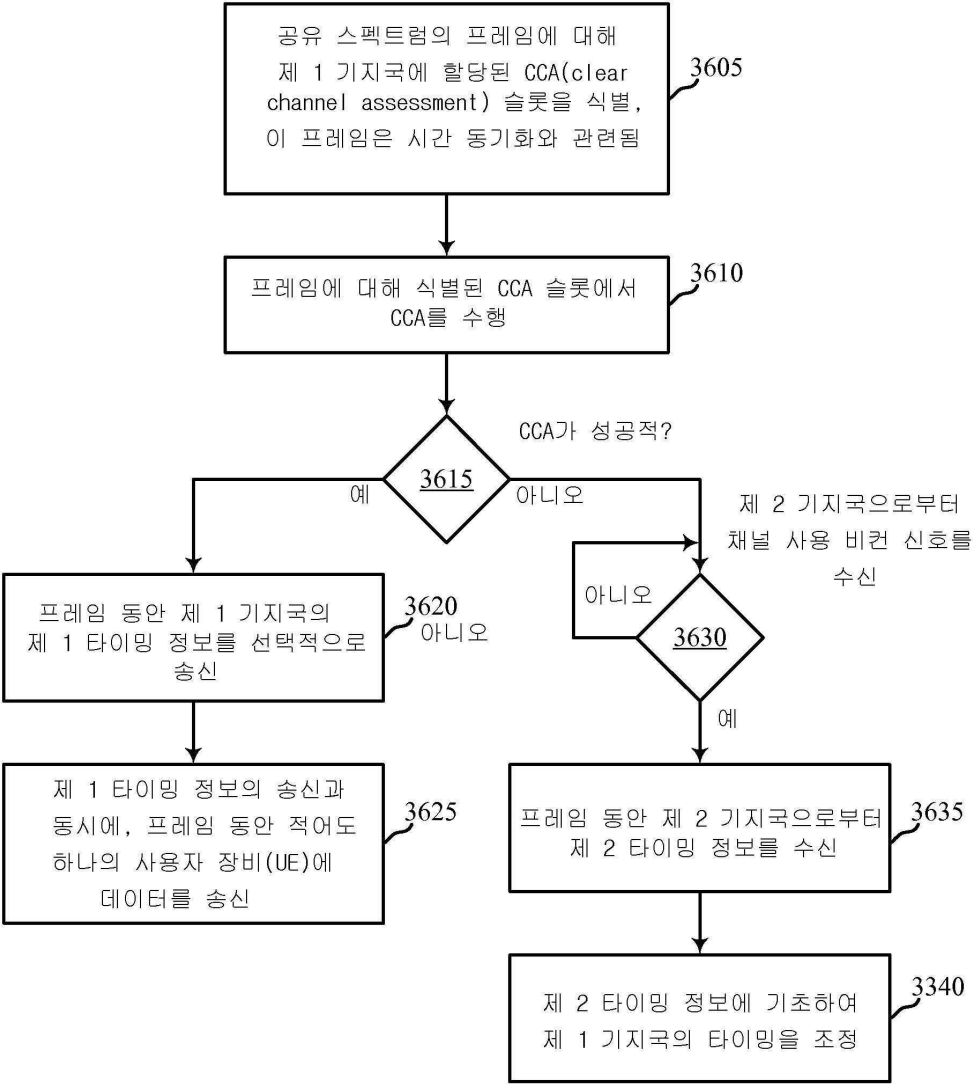 공유 스펙트럼의 프레임에 대해
제 1 기지국에 할당된 CCA(clear
channel assessment) 슬롯을 식별,
이 프레임은 시간 동기화와 관련됨
3605
프레임에 대해 식별된 CCA 슬롯에서
CCA를 수행
3610
CCA가 성공적?
3615
예
아니오
제 2 기지국으로부터
채널 사용 비컨 신호를
수신
아니오
3630
예
프레임 동안 제 1 기지국의
제 1 타이밍 정보를 선택적으로
송신
3620
아니오
제 1 타이밍 정보의 송신과
동시에, 프레임 동안 적어도
하나의 사용자 장비(UE)에
데이터를 송신
3625
프레임 동안 제 2 기지국으로부터
제 2 타이밍 정보를 수신
3635
제 2 타이밍 정보에 기초하여
제 1 기지국의 타이밍을 조정
3340